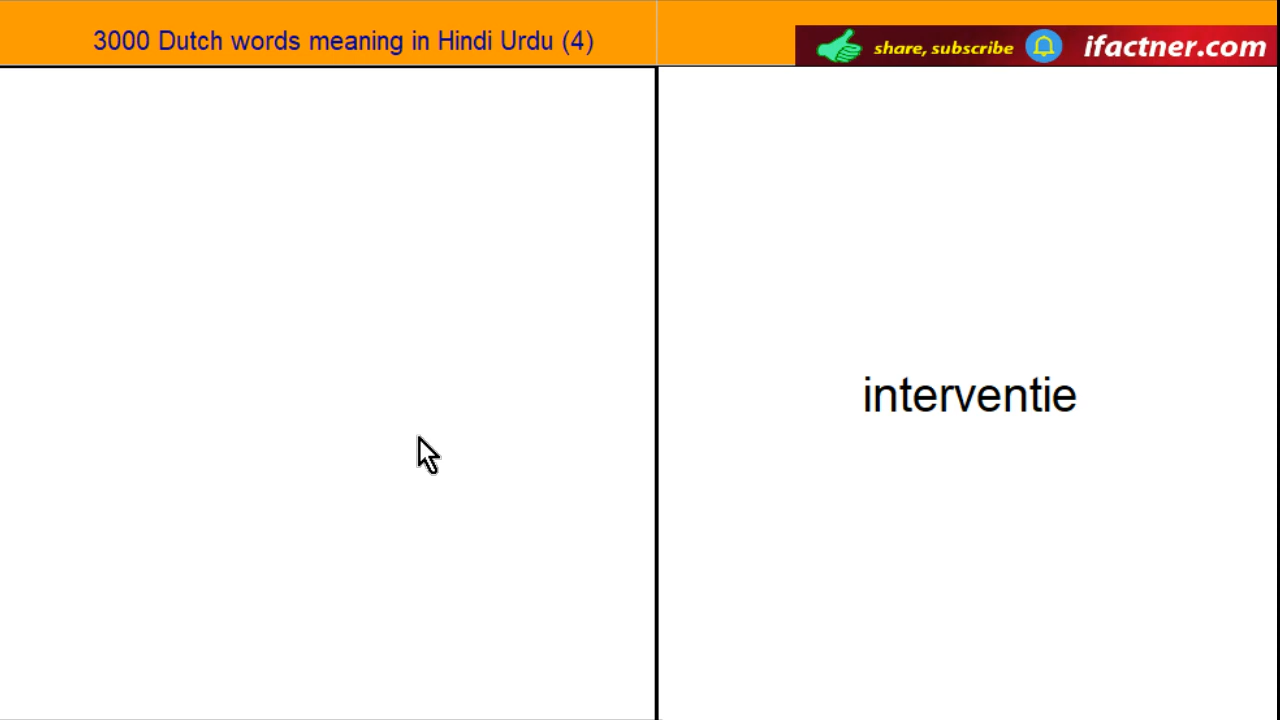 3000 Dutch words meaning in Hindi Urdu (4)
share, subscribe
ifactner.com
interventie